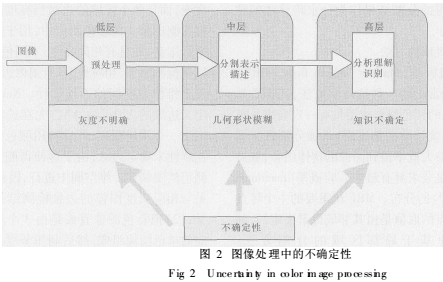 低层
中层
高层
图像
预处理
分割表示
描述
分析理解
识别
灰度不明确
几何形状模糊
知识不确定
不确定性
图 2 图像处理中的不确定性
Fig 2 Uncertainty in color image processing